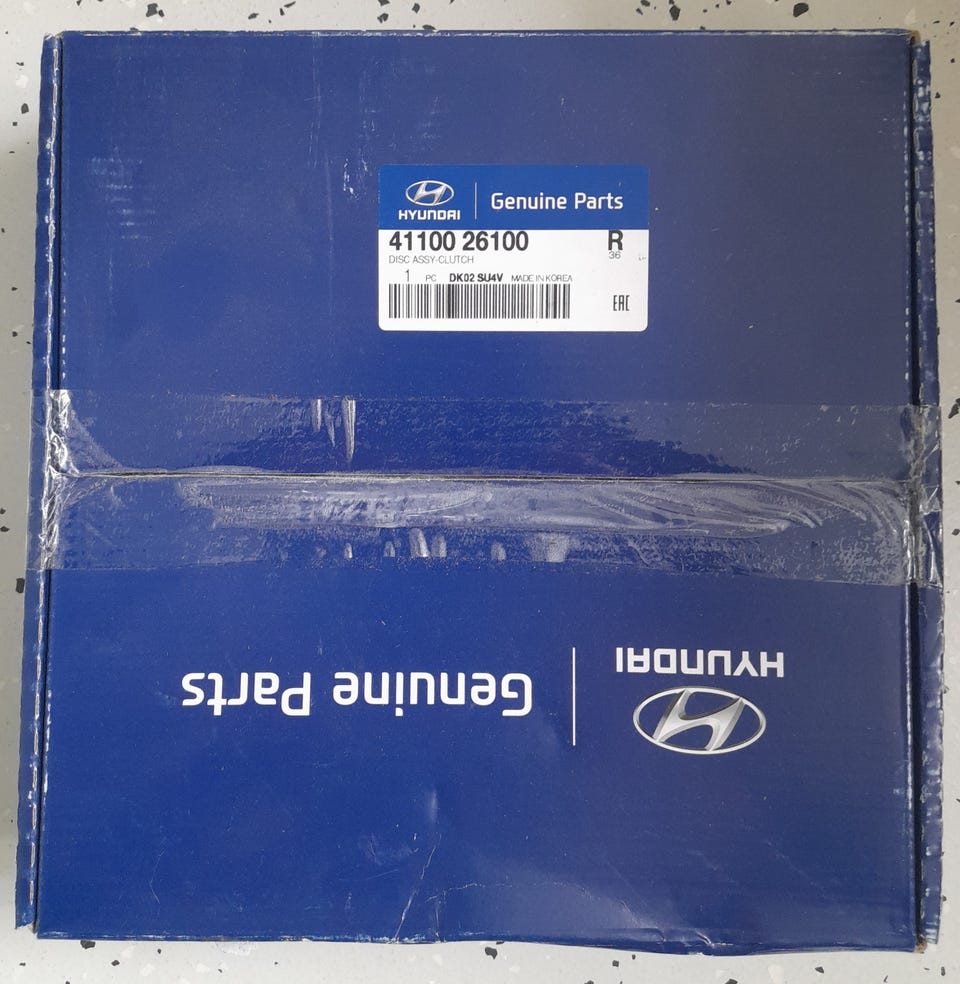 HYUNDAI
Genuine Parts
41100 26100 R
DISC ASSY-CLUTCH 36
1 PC DK02 SU4V MADE IN KOREA
EAC
Genuine Parts
HYUNDAI